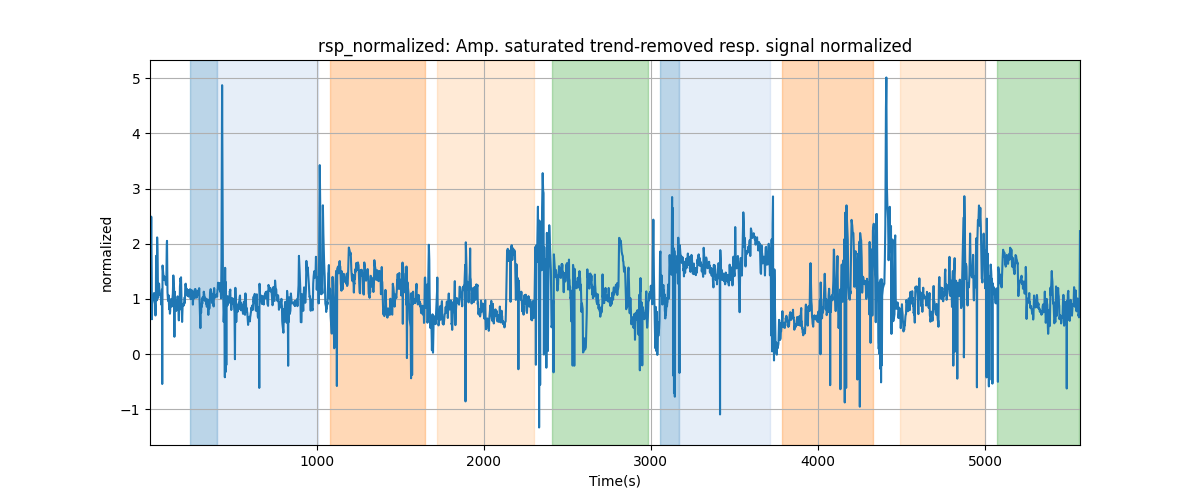 rsp_normalized: Amp. saturated trend-removed resp. signal normalized
normalized
5
4
3
2
1
0
−1
1000 2000 3000 4000 5000
Time(s)